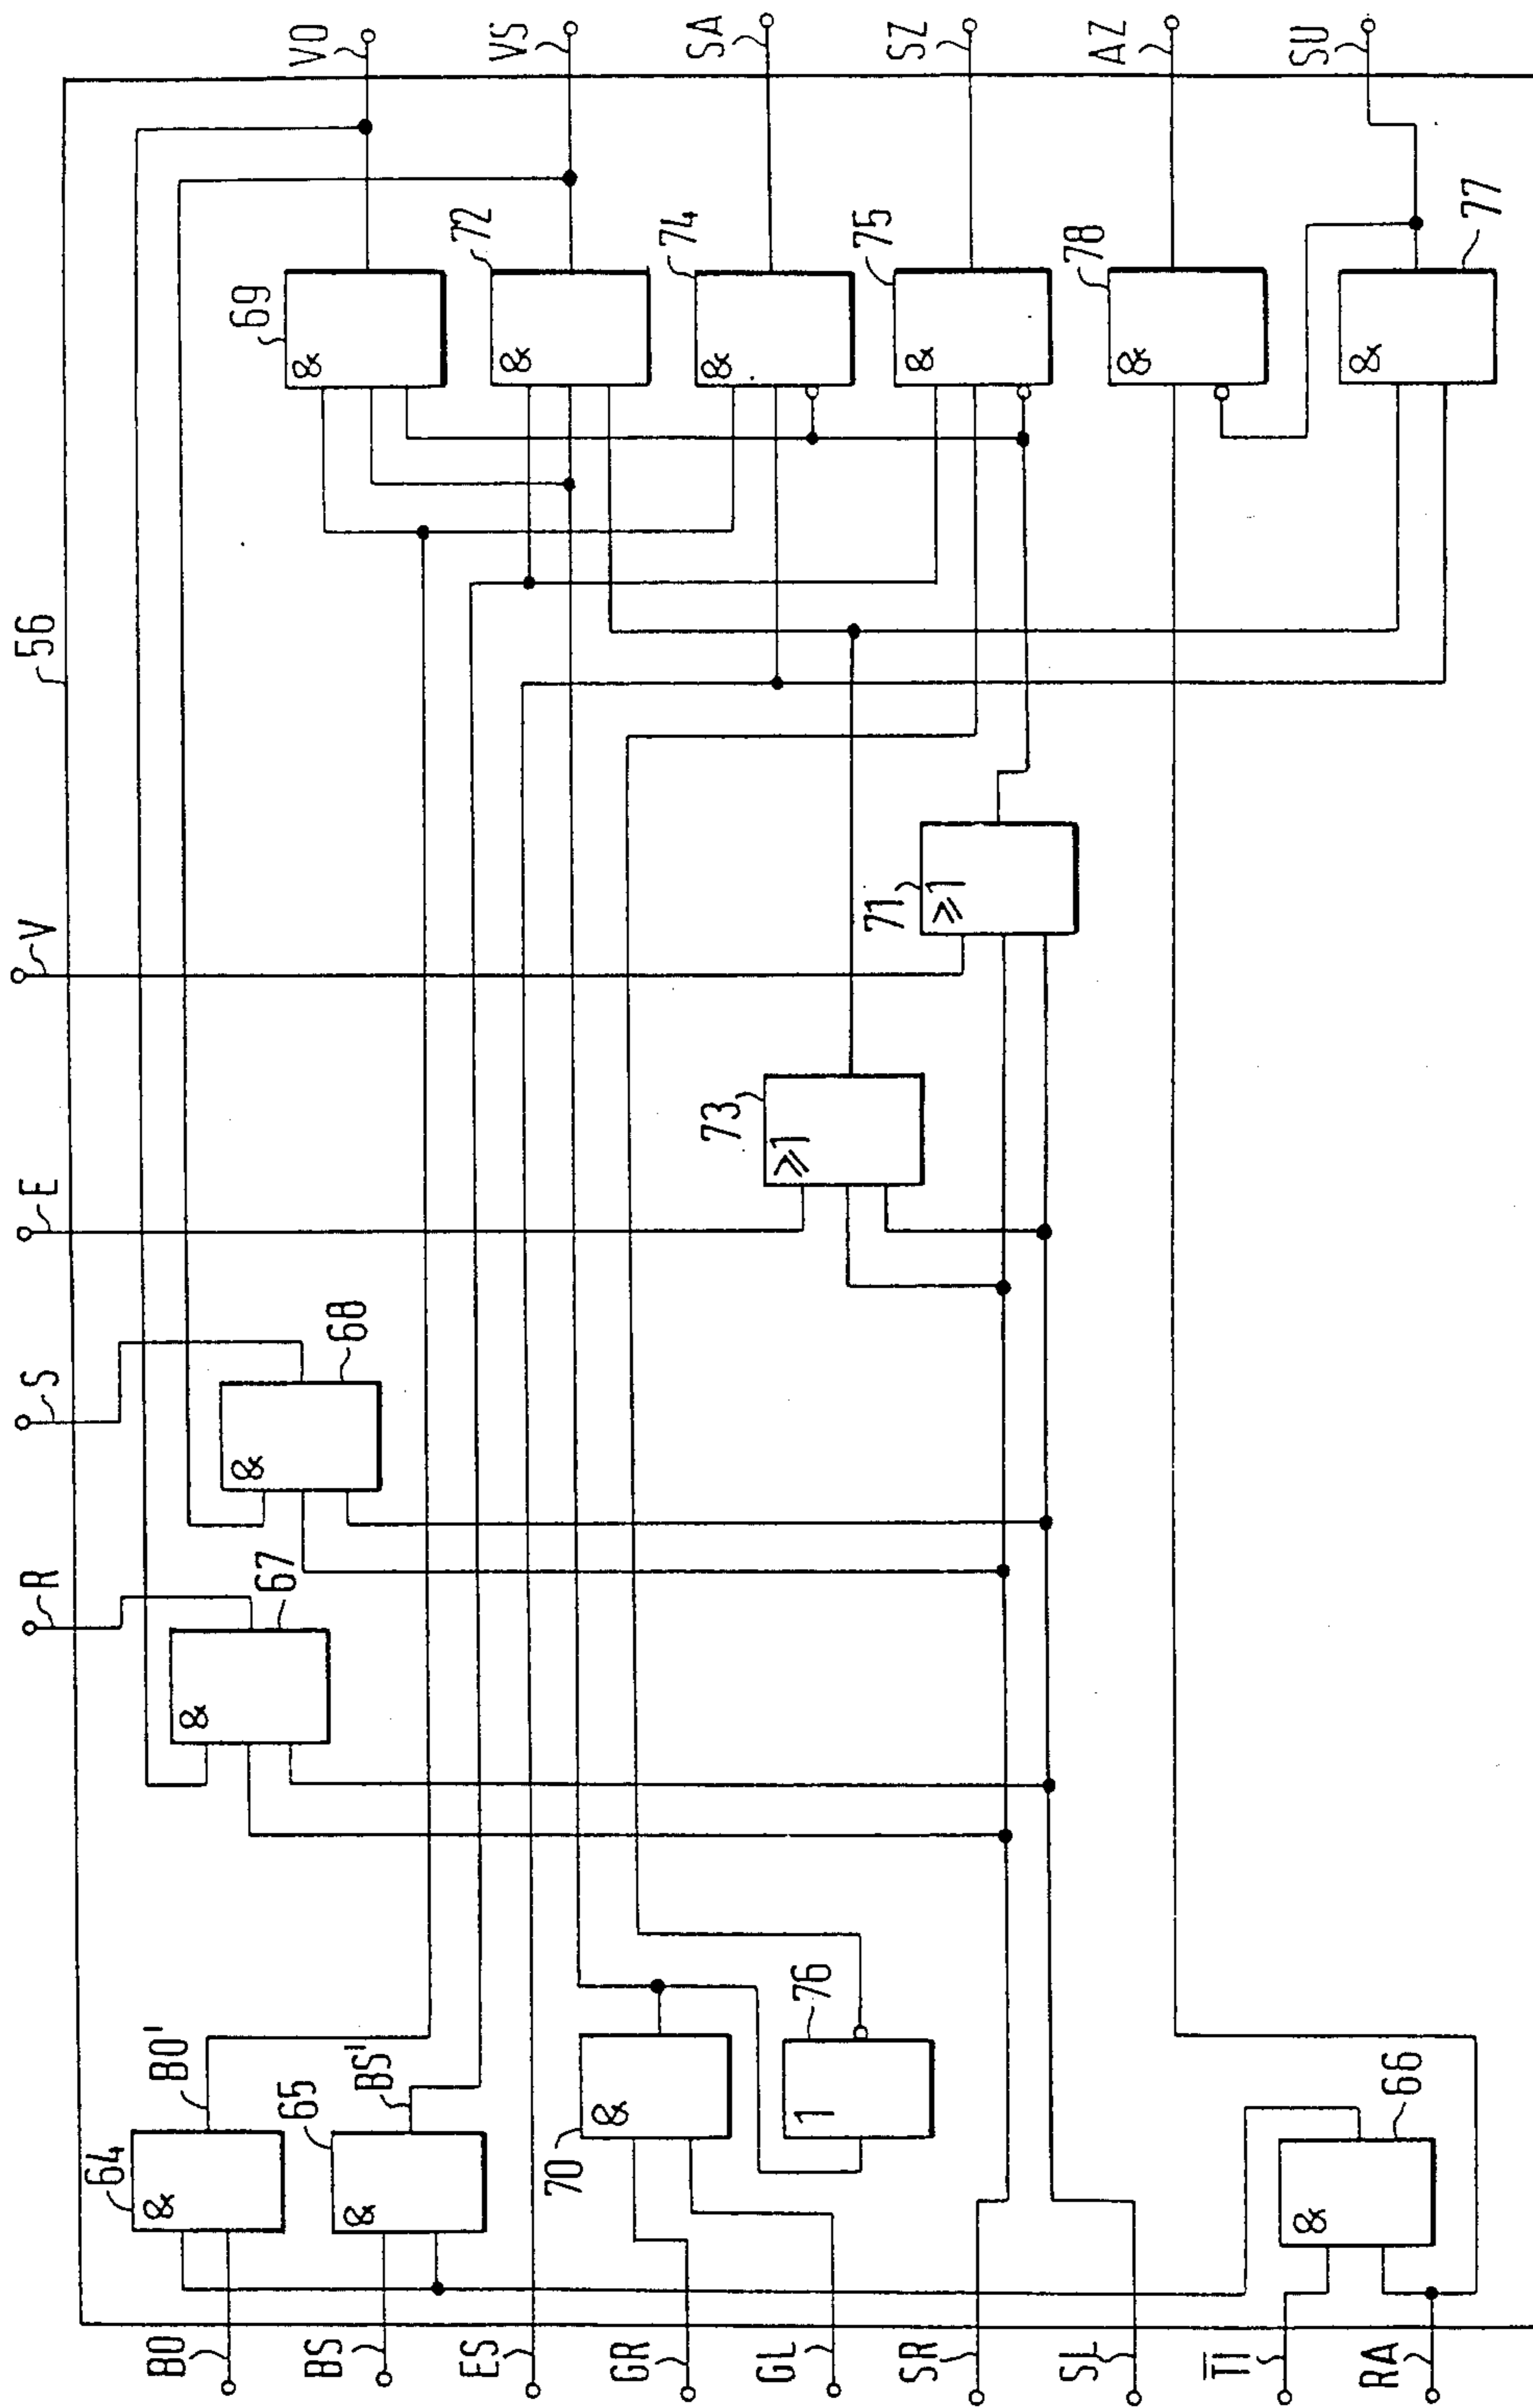 56
V
E
S
R
VO
VS
SA
SZ
AZ
SU
69
&
72
&
74
&
75
&
78
&
77
&
71
≥1
73
≥1
68
&
67
&
64
&
BO'
65
&
BS'
70
&
76
1
66
&
BO
BS
ES
GR
GL
SR
SL
T̅I̅
RA